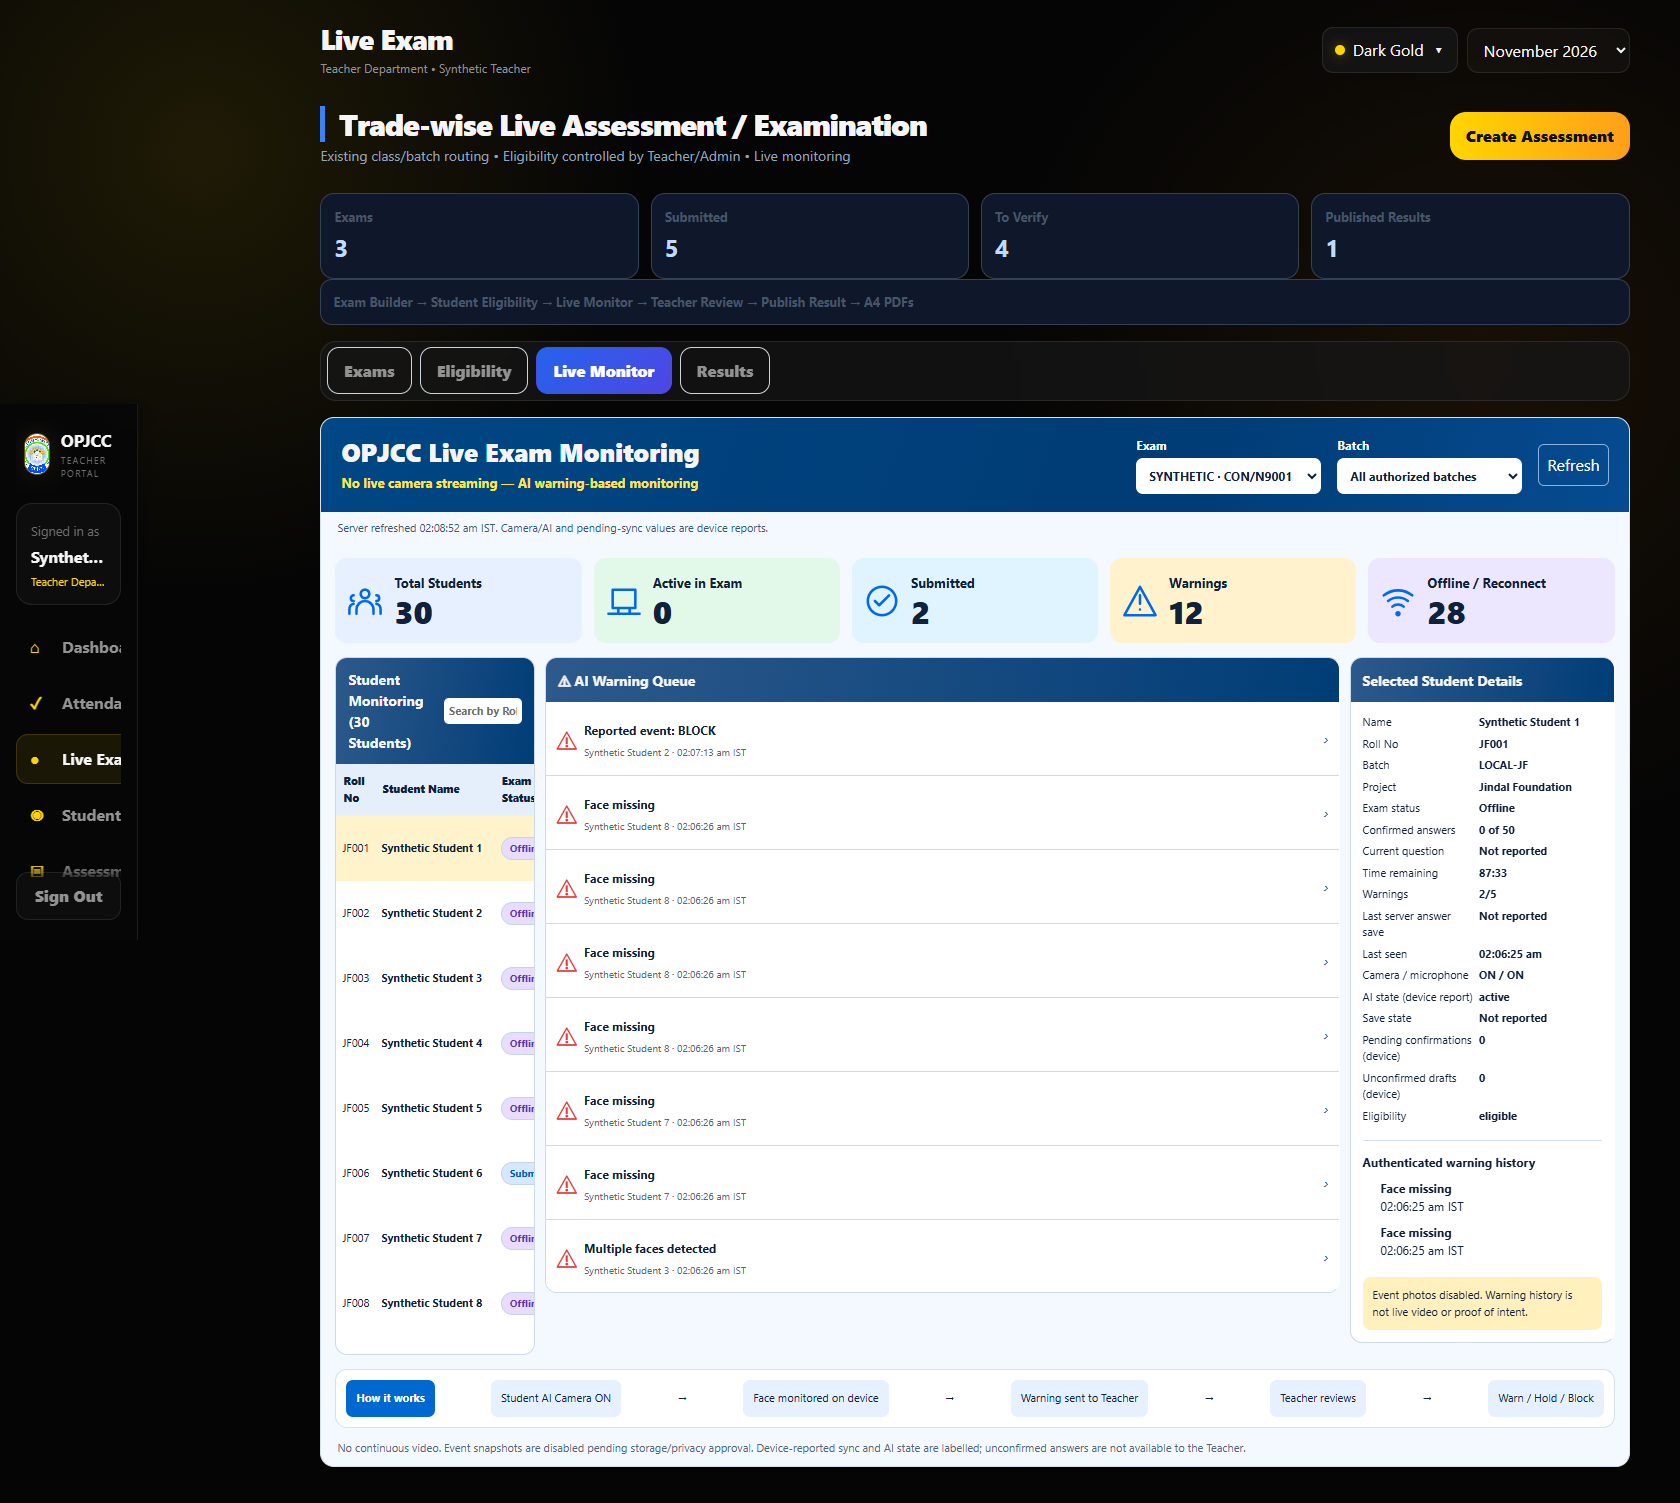 Live Exam
Teacher Department • Synthetic Teacher
Dark Gold ▾
November 2026
Trade-wise Live Assessment / Examination
Existing class/batch routing • Eligibility controlled by Teacher/Admin • Live monitoring
Create Assessment
Exams
3
Submitted
5
To Verify
4
Published Results
1
Exam Builder → Student Eligibility → Live Monitor → Teacher Review → Publish Result → A4 PDFs
Exams
Eligibility
Live Monitor
Results
OPJCC
TEACHER
PORTAL
Signed in as
Synthet...
Teacher Depa...
Dashboa
Attenda
Live Exa
Student
Assessm
Sign Out
OPJCC Live Exam Monitoring
No live camera streaming — AI warning-based monitoring
Exam
SYNTHETIC · CON/N9001
Batch
All authorized batches
Refresh
Server refreshed 02:08:52 am IST. Camera/AI and pending-sync values are device reports.
Total Students
30
Active in Exam
0
Submitted
2
Warnings
12
Offline / Reconnect
28
Student
Monitoring
(30
Students)
Search by Rol
Roll No Student Name Exam Status
JF001 Synthetic Student 1 Offlin
JF002 Synthetic Student 2 Offlin
JF003 Synthetic Student 3 Offlin
JF004 Synthetic Student 4 Offlin
JF005 Synthetic Student 5 Offlin
JF006 Synthetic Student 6 Subm
JF007 Synthetic Student 7 Offlin
JF008 Synthetic Student 8 Offlin
⚠ AI Warning Queue
Reported event: BLOCK
Synthetic Student 2 · 02:07:13 am IST
Face missing
Synthetic Student 8 · 02:06:26 am IST
Face missing
Synthetic Student 8 · 02:06:26 am IST
Face missing
Synthetic Student 8 · 02:06:26 am IST
Face missing
Synthetic Student 8 · 02:06:26 am IST
Face missing
Synthetic Student 7 · 02:06:26 am IST
Face missing
Synthetic Student 7 · 02:06:26 am IST
Multiple faces detected
Synthetic Student 3 · 02:06:26 am IST
Selected Student Details
Name Synthetic Student 1
Roll No JF001
Batch LOCAL-JF
Project Jindal Foundation
Exam status Offline
Confirmed answers 0 of 50
Current question Not reported
Time remaining 87:33
Warnings 2/5
Last server answer save Not reported
Last seen 02:06:25 am
Camera / microphone ON / ON
AI state (device report) active
Save state Not reported
Pending confirmations (device) 0
Unconfirmed drafts (device) 0
Eligibility eligible
Authenticated warning history
Face missing
02:06:25 am IST
Face missing
02:06:25 am IST
Event photos disabled. Warning history is
not live video or proof of intent.
How it works
Student AI Camera ON → Face monitored on device → Warning sent to Teacher → Teacher reviews → Warn / Hold / Block
No continuous video. Event snapshots are disabled pending storage/privacy approval. Device-reported sync and AI state are labelled; unconfirmed answers are not available to the Teacher.